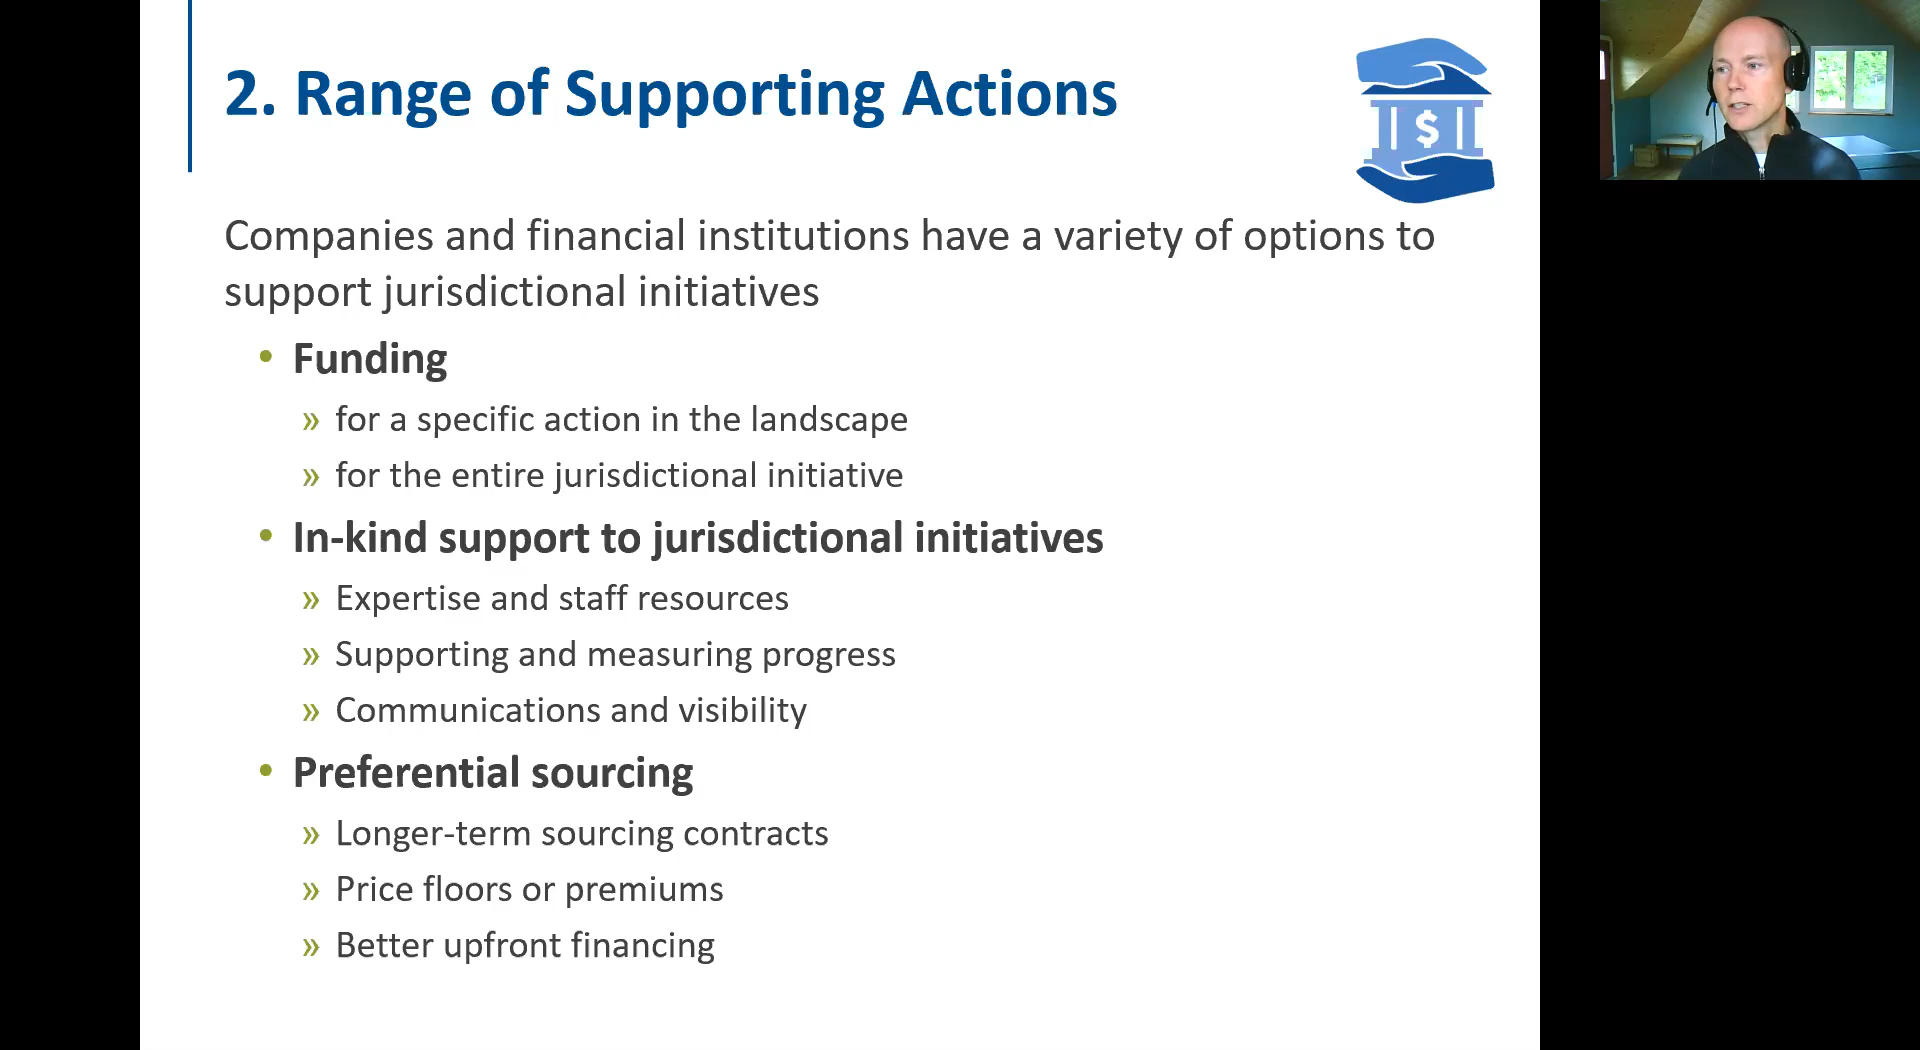 2. Range of Supporting Actions
$
Companies and financial institutions have a variety of options to
support jurisdictional initiatives
• Funding
» for a specific action in the landscape
» for the entire jurisdictional initiative
• In-kind support to jurisdictional initiatives
» Expertise and staff resources
» Supporting and measuring progress
» Communications and visibility
• Preferential sourcing
» Longer-term sourcing contracts
» Price floors or premiums
» Better upfront financing